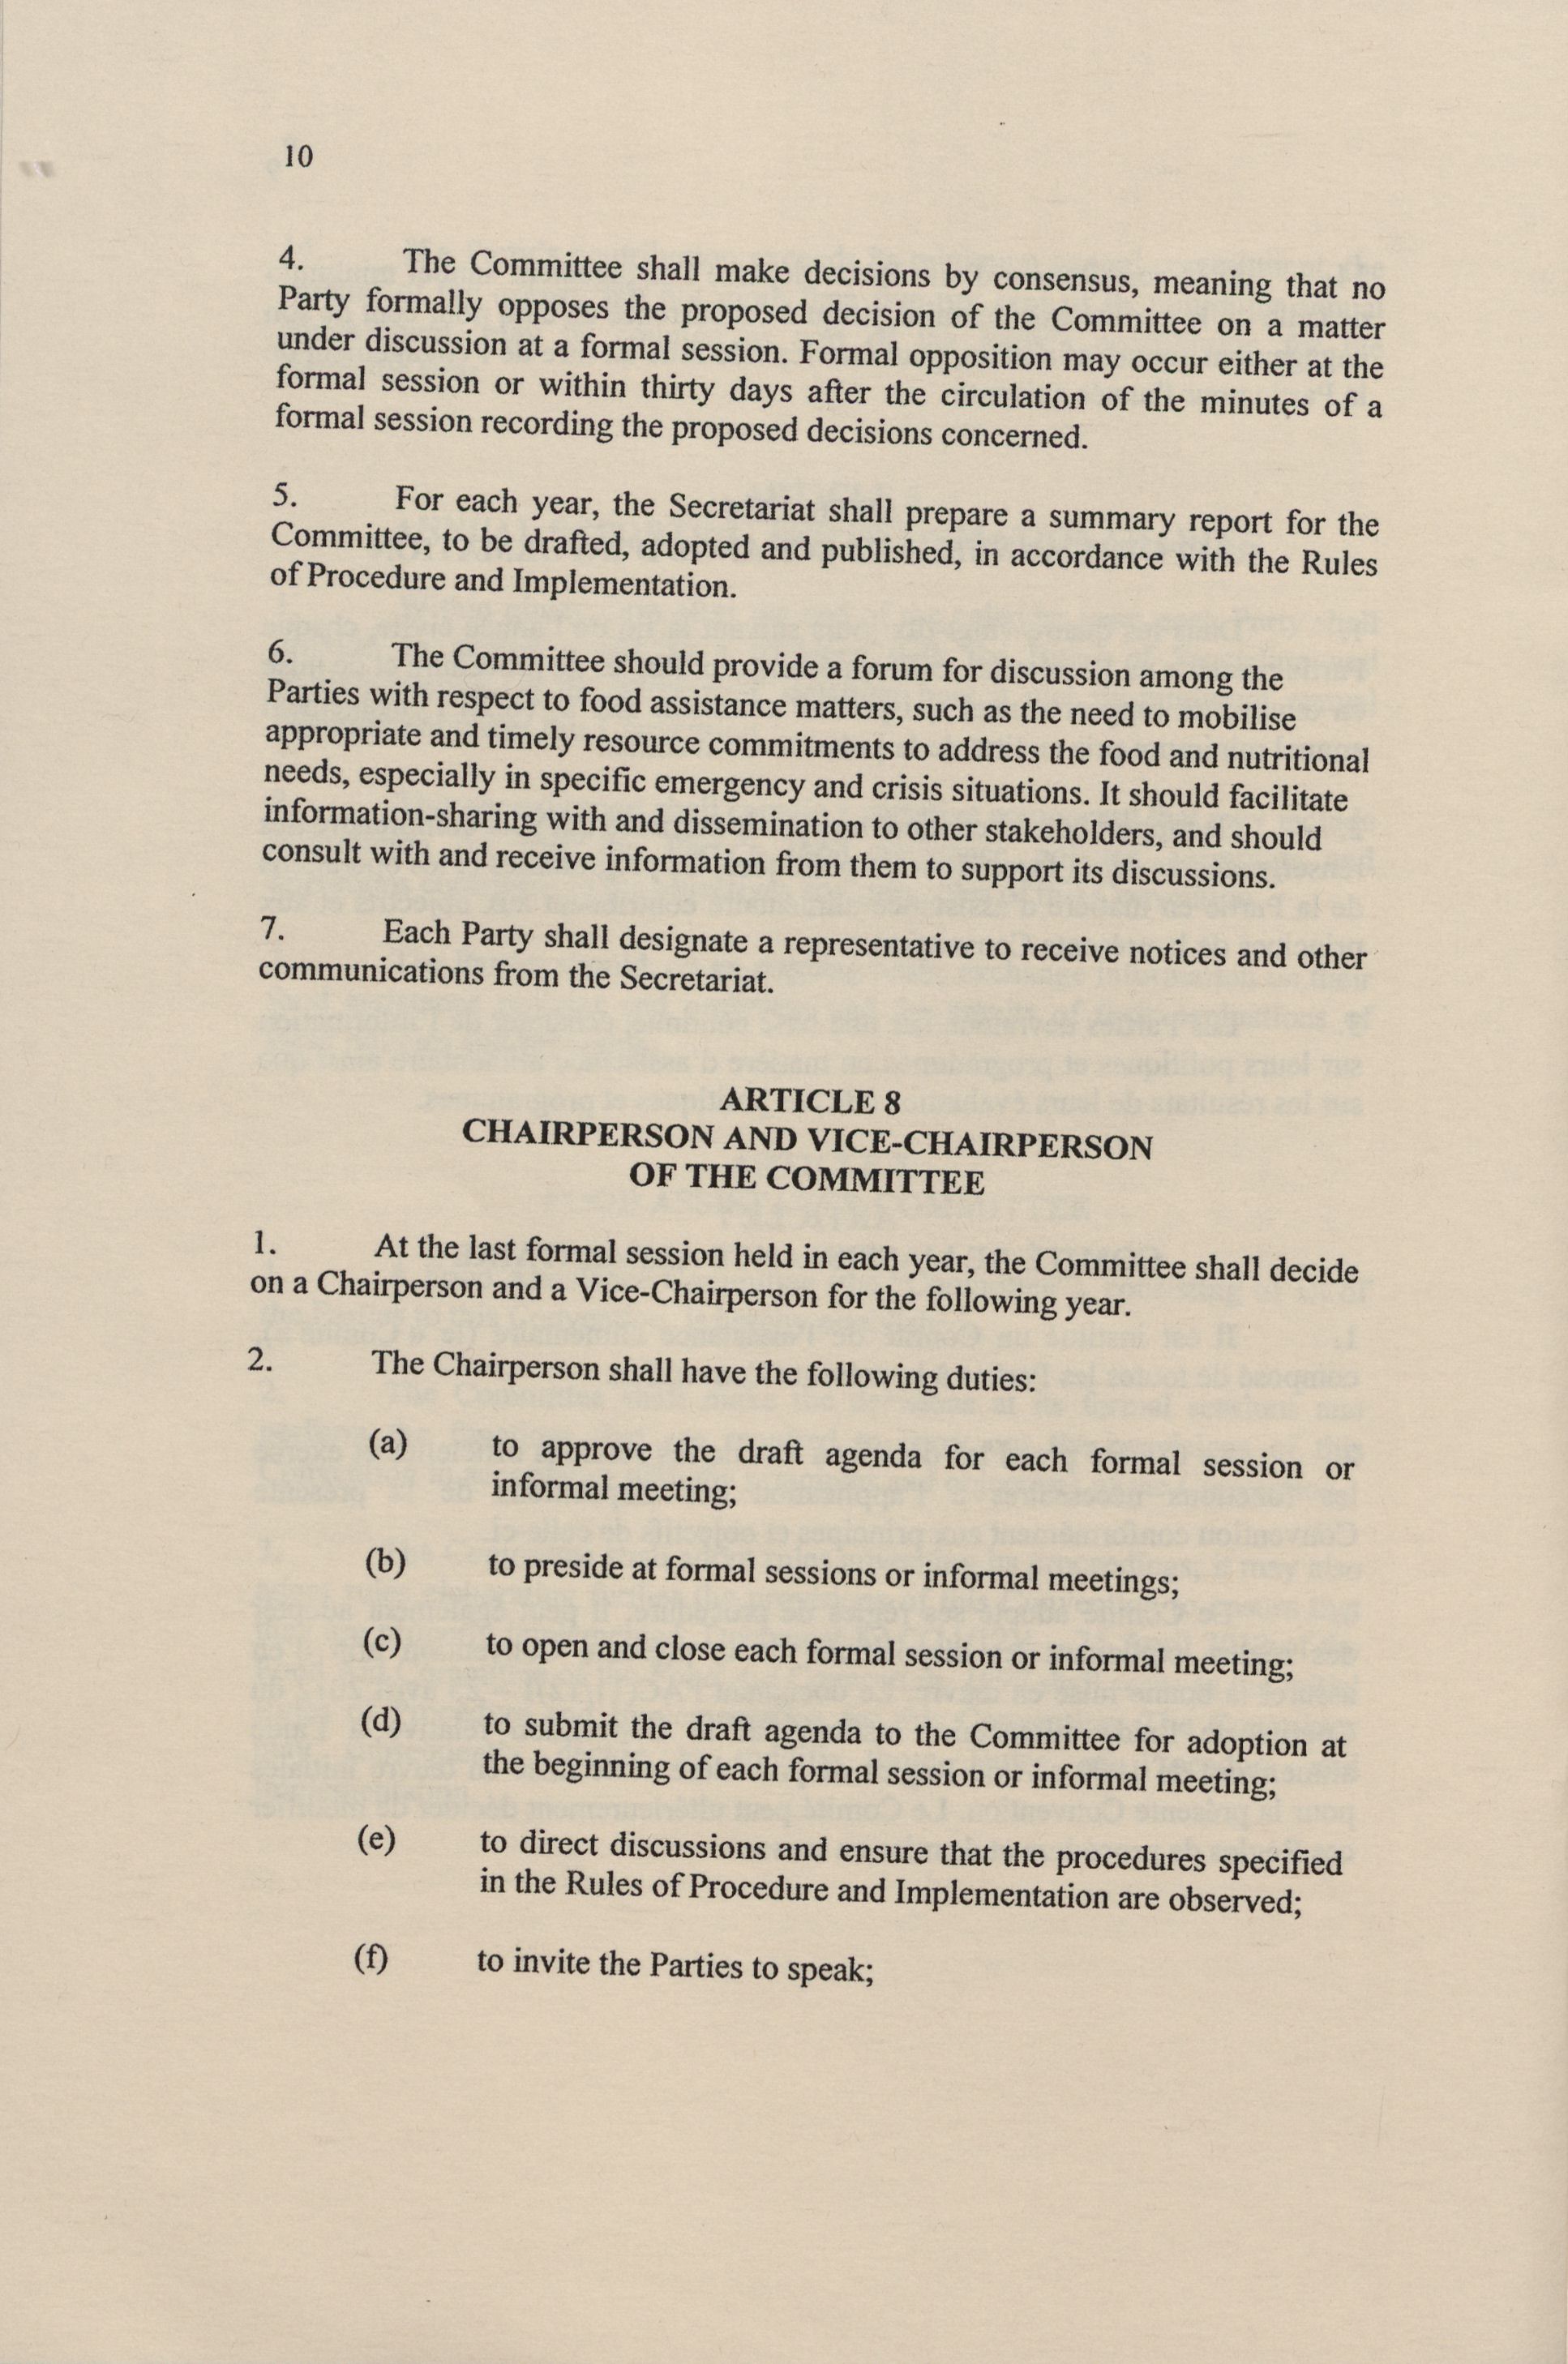 10
4. The Committee shall make decisions by consensus, meaning that no
Party formally opposes the proposed decision of the Committee on a matter
under discussion at a formal session. Formal opposition may occur either at the
formal session or within thirty days after the circulation of the minutes of a
formal session recording the proposed decisions concerned.
5. For each year, the Secretariat shall prepare a summary report for the
Committee, to be drafted, adopted and published, in accordance with the Rules
of Procedure and Implementation.
6. The Committee should provide a forum for discussion among the
Parties with respect to food assistance matters, such as the need to mobilise
appropriate and timely resource commitments to address the food and nutritional
needs, especially in specific emergency and crisis situations. It should facilitate
information-sharing with and dissemination to other stakeholders, and should
consult with and receive information from them to support its discussions.
7. Each Party shall designate a representative to receive notices and other
communications from the Secretariat.
ARTICLE 8
CHAIRPERSON AND VICE-CHAIRPERSON
OF THE COMMITTEE
1. At the last formal session held in each year, the Committee shall decide
on a Chairperson and a Vice-Chairperson for the following year.
2. The Chairperson shall have the following duties:
(a) to approve the draft agenda for each formal session or
informal meeting;
(b) to preside at formal sessions or informal meetings;
(c) to open and close each formal session or informal meeting;
(d) to submit the draft agenda to the Committee for adoption at
the beginning of each formal session or informal meeting;
(e) to direct discussions and ensure that the procedures specified
in the Rules of Procedure and Implementation are observed;
(f) to invite the Parties to speak;